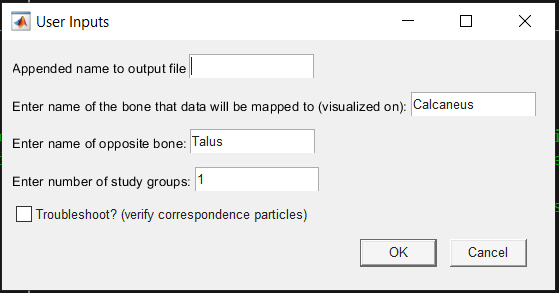 User Inputs
Appended name to output file
Enter name of the bone that data will be mapped to (visualized on): Calcaneus
Enter name of opposite bone: Talus
Enter number of study groups: 1
Troubleshoot? (verify correspondence particles)
OK Cancel